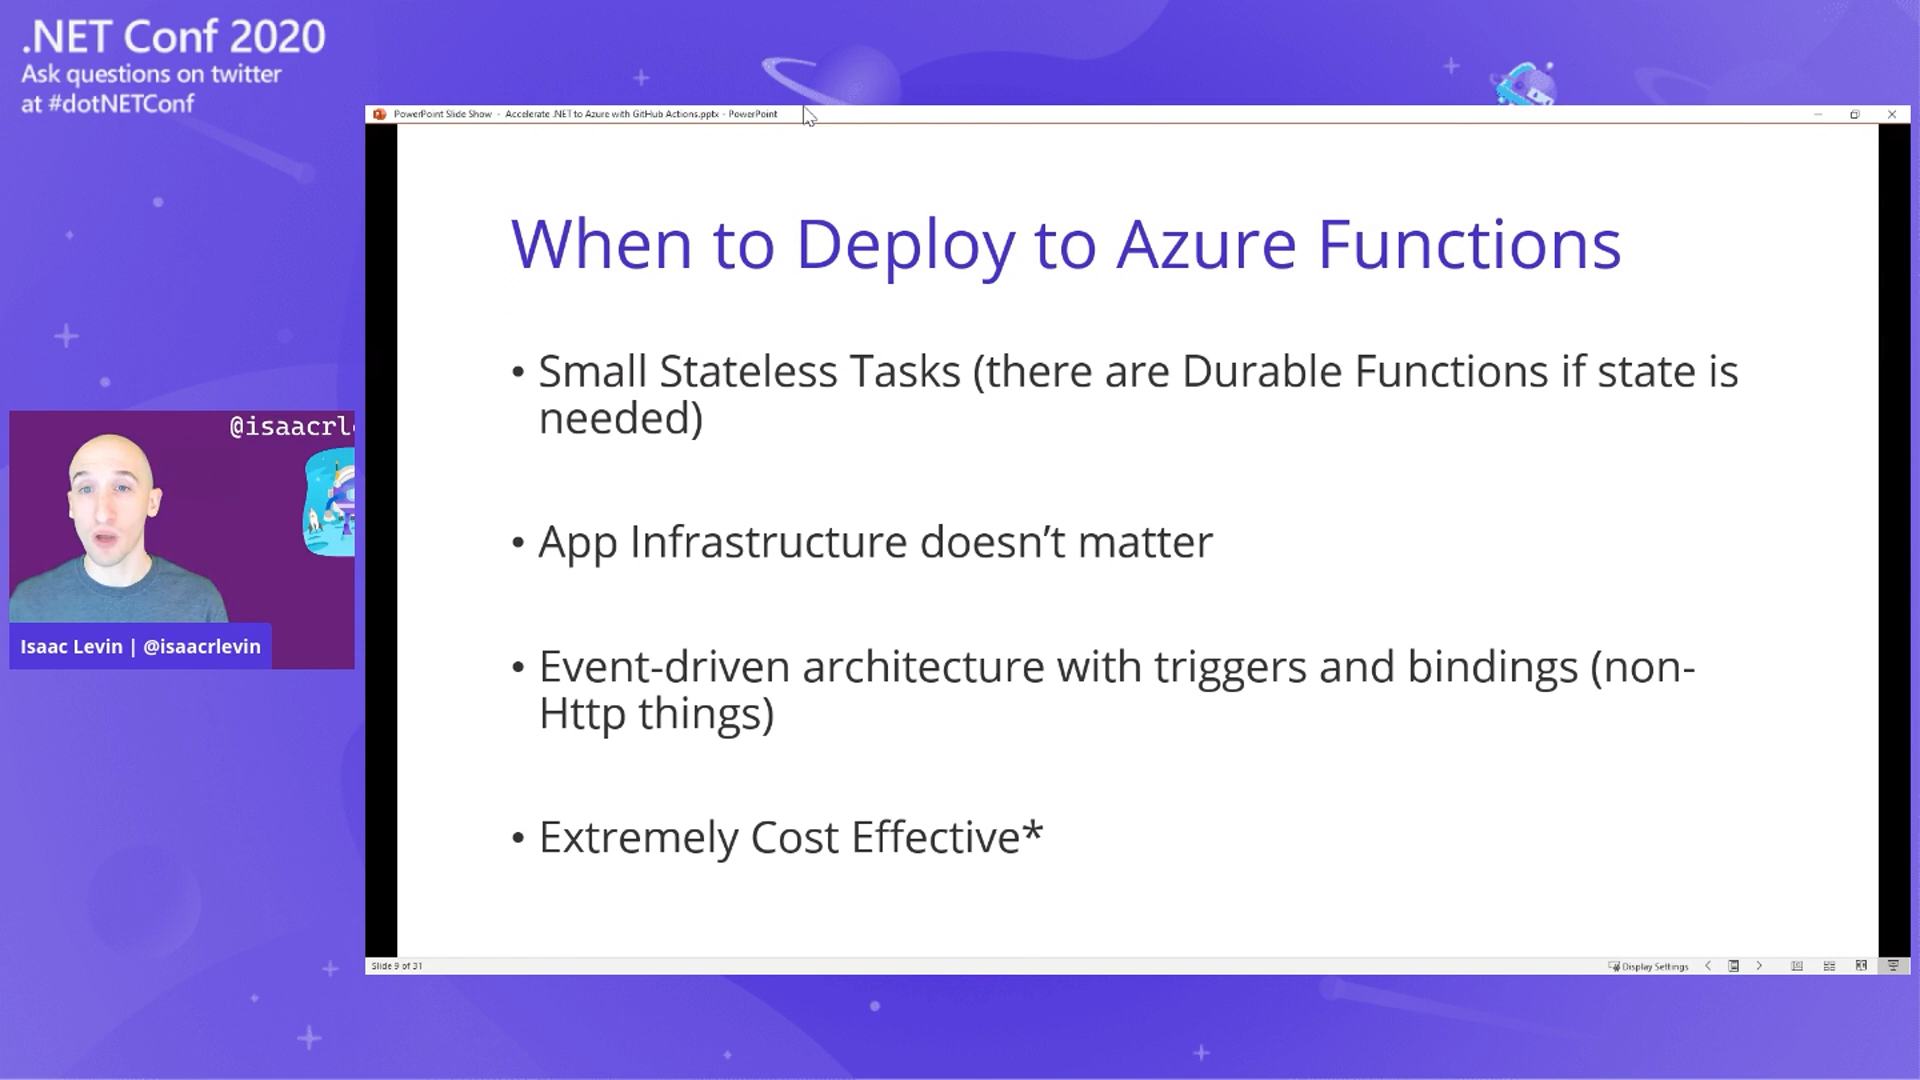 .NET Conf 2020
Ask questions on twitter
at #dotNETConf
PowerPoint Slide Show - Accelerate .NET to Azure with GitHub Actions.pptx - PowerPoint
When to Deploy to Azure Functions
• Small Stateless Tasks (there are Durable Functions if state is
needed)
• App Infrastructure doesn’t matter
• Event-driven architecture with triggers and bindings (non-
Http things)
• Extremely Cost Effective*
@isaacrl
Isaac Levin | @isaacrlevin
Slide 9 of 31
Display Settings